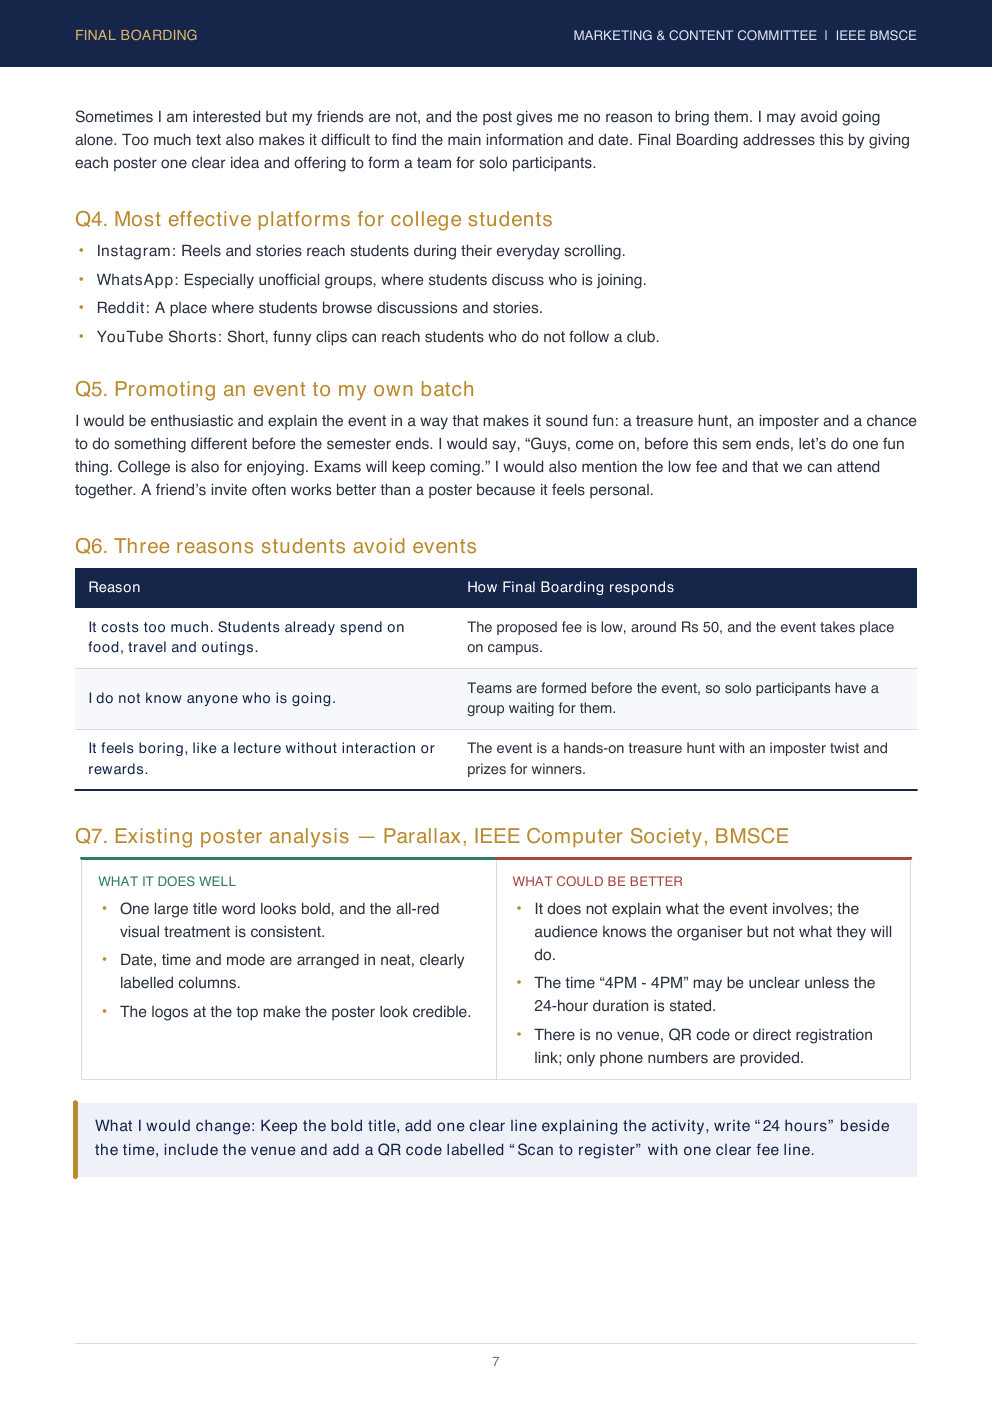 FINAL BOARDING
MARKETING & CONTENT COMMITTEE | IEEE BMSCE
Sometimes I am interested but my friends are not, and the post gives me no reason to bring them. I may avoid going
alone. Too much text also makes it difficult to find the main information and date. Final Boarding addresses this by giving
each poster one clear idea and offering to form a team for solo participants.
Q4. Most effective platforms for college students
• Instagram: Reels and stories reach students during their everyday scrolling.
• WhatsApp: Especially unofficial groups, where students discuss who is joining.
• Reddit: A place where students browse discussions and stories.
• YouTube Shorts: Short, funny clips can reach students who do not follow a club.
Q5. Promoting an event to my own batch
I would be enthusiastic and explain the event in a way that makes it sound fun: a treasure hunt, an imposter and a chance
to do something different before the semester ends. I would say, “Guys, come on, before this sem ends, let’s do one fun
thing. College is also for enjoying. Exams will keep coming.” I would also mention the low fee and that we can attend
together. A friend’s invite often works better than a poster because it feels personal.
Q6. Three reasons students avoid events
Reason
How Final Boarding responds
It costs too much. Students already spend on
food, travel and outings.
The proposed fee is low, around Rs 50, and the event takes place
on campus.
I do not know anyone who is going.
Teams are formed before the event, so solo participants have a
group waiting for them.
It feels boring, like a lecture without interaction or
rewards.
The event is a hands-on treasure hunt with an imposter twist and
prizes for winners.
Q7. Existing poster analysis — Parallax, IEEE Computer Society, BMSCE
WHAT IT DOES WELL
• One large title word looks bold, and the all-red
visual treatment is consistent.
• Date, time and mode are arranged in neat, clearly
labelled columns.
• The logos at the top make the poster look credible.
WHAT COULD BE BETTER
• It does not explain what the event involves; the
audience knows the organiser but not what they will
do.
• The time “4PM - 4PM” may be unclear unless the
24-hour duration is stated.
• There is no venue, QR code or direct registration
link; only phone numbers are provided.
What I would change: Keep the bold title, add one clear line explaining the activity, write “24 hours” beside
the time, include the venue and add a QR code labelled “Scan to register” with one clear fee line.
7